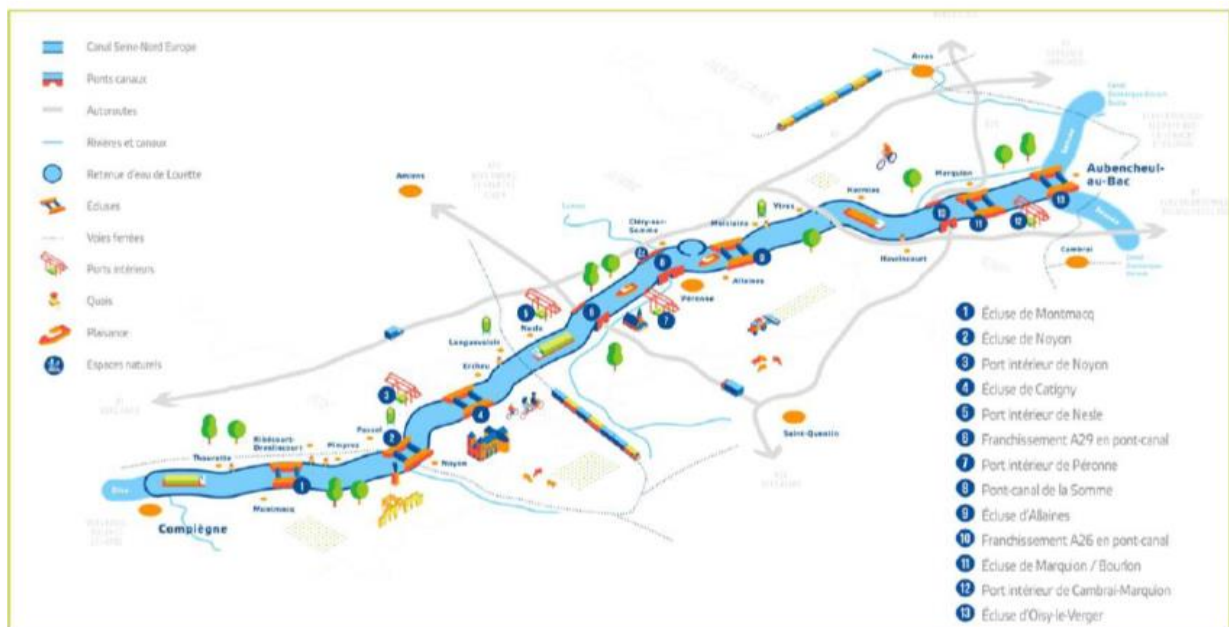 Canal Seine-Nord Europe
Ponts canaux
Autoroutes
Rivières et canaux
Retenue d'eau de Louette
Écluses
Voies ferrées
Ports intérieurs
Quais
Plaisance
Espaces naturels
Arras
Amiens
Aubencheul-
au-Bac
Marquion
Hermies
Ytres
Moislains
Cléry-sur-
Somme
Havrincourt
Cambrai
Allaines
Péronne
Nesle
Languevoisin
Ercheu
Saint-Quentin
Passel
Pimprez
Ribécourt-
Dreslincourt
Thourotte
Noyon
Montmacq
Oise
Compiègne
1 Écluse de Montmacq
2 Écluse de Noyon
3 Port intérieur de Noyon
4 Écluse de Catigny
5 Port intérieur de Nesle
6 Franchissement A29 en pont-canal
7 Port intérieur de Péronne
8 Pont-canal de la Somme
9 Écluse d'Allaines
10 Franchissement A26 en pont-canal
11 Écluse de Marquion / Bourlon
12 Port intérieur de Cambrai-Marquion
13 Écluse d'Oisy-le-Verger